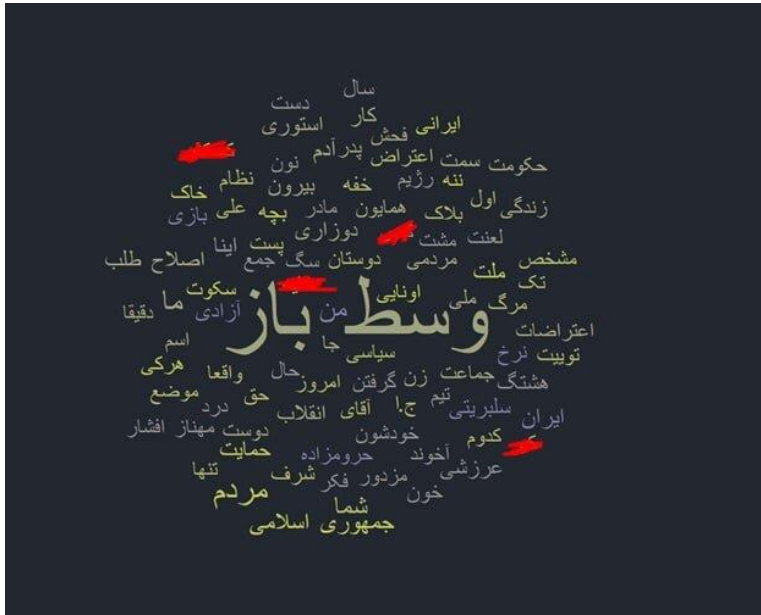 سال
دست
کار
استوری
ایرانی
فحش
پدر آدم
اعتراض
سمت
حکومت
نون
خفه
رژیم
ننه
نظام
بیرون
خاک
اول
زندگی
بلاک
همایون
مادر
بچه
علی
بازی
لعنت
مشت
دوزاری
پست
اینا
مشخص
مردمی
دوستان
سگ
جمع
اصلاح طلب
ملت
تک
سکوت
اونایی
ملی
مرگ
وسط باز
من
آزادی
ما
دقیقا
اعتراضات
اسم
جا
سیاسی
توییت
نرخ
هرکی
واقعا
حال
امروز
گرفتن
زن
جماعت
هشتگ
موضع
حق
انقلاب
آقای
ج.ا
تیم
سلبریتی
ایران
درد
دوست
مهناز افشار
خودشون
کدوم
حمایت
حرومزاده
آخوند
عرزشی
تنها
شرف
فکر
مزدور
خون
مردم
شما
جمهوری اسلامی